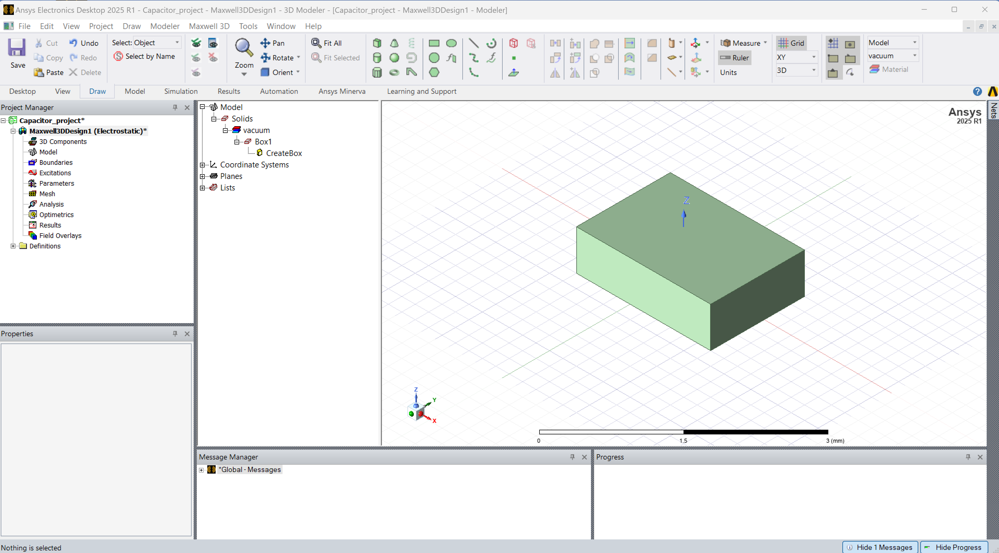 Ansys Electronics Desktop 2025 R1 - Capacitor_project - Maxwell3DDesign1 - 3D Modeler - [Capacitor_project - Maxwell3DDesign1 - Modeler]
File Edit View Project Draw Modeler Maxwell 3D Tools Window Help
Save
Cut
Copy
Paste
Undo
Redo
Delete
Select: Object
Select by Name
Zoom
Pan
Rotate
Orient
Fit All
Fit Selected
Measure
Ruler
Units
Grid
XY
3D
Model
vacuum
Material
Desktop View Draw Model Simulation Results Automation Ansys Minerva Learning and Support
Project Manager
Capacitor_project*
Maxwell3DDesign1 (Electrostatic)*
3D Components
Model
Boundaries
Excitations
Parameters
Mesh
Analysis
Optimetrics
Results
Field Overlays
Definitions
Properties
Model
Solids
vacuum
Box1
CreateBox
Coordinate Systems
Planes
Lists
Ansys
2025 R1
Nets
Z
Z
Y
X
0 1.5 3 (mm)
Message Manager
*Global - Messages
Progress
Nothing is selected
Hide 1 Messages
Hide Progress